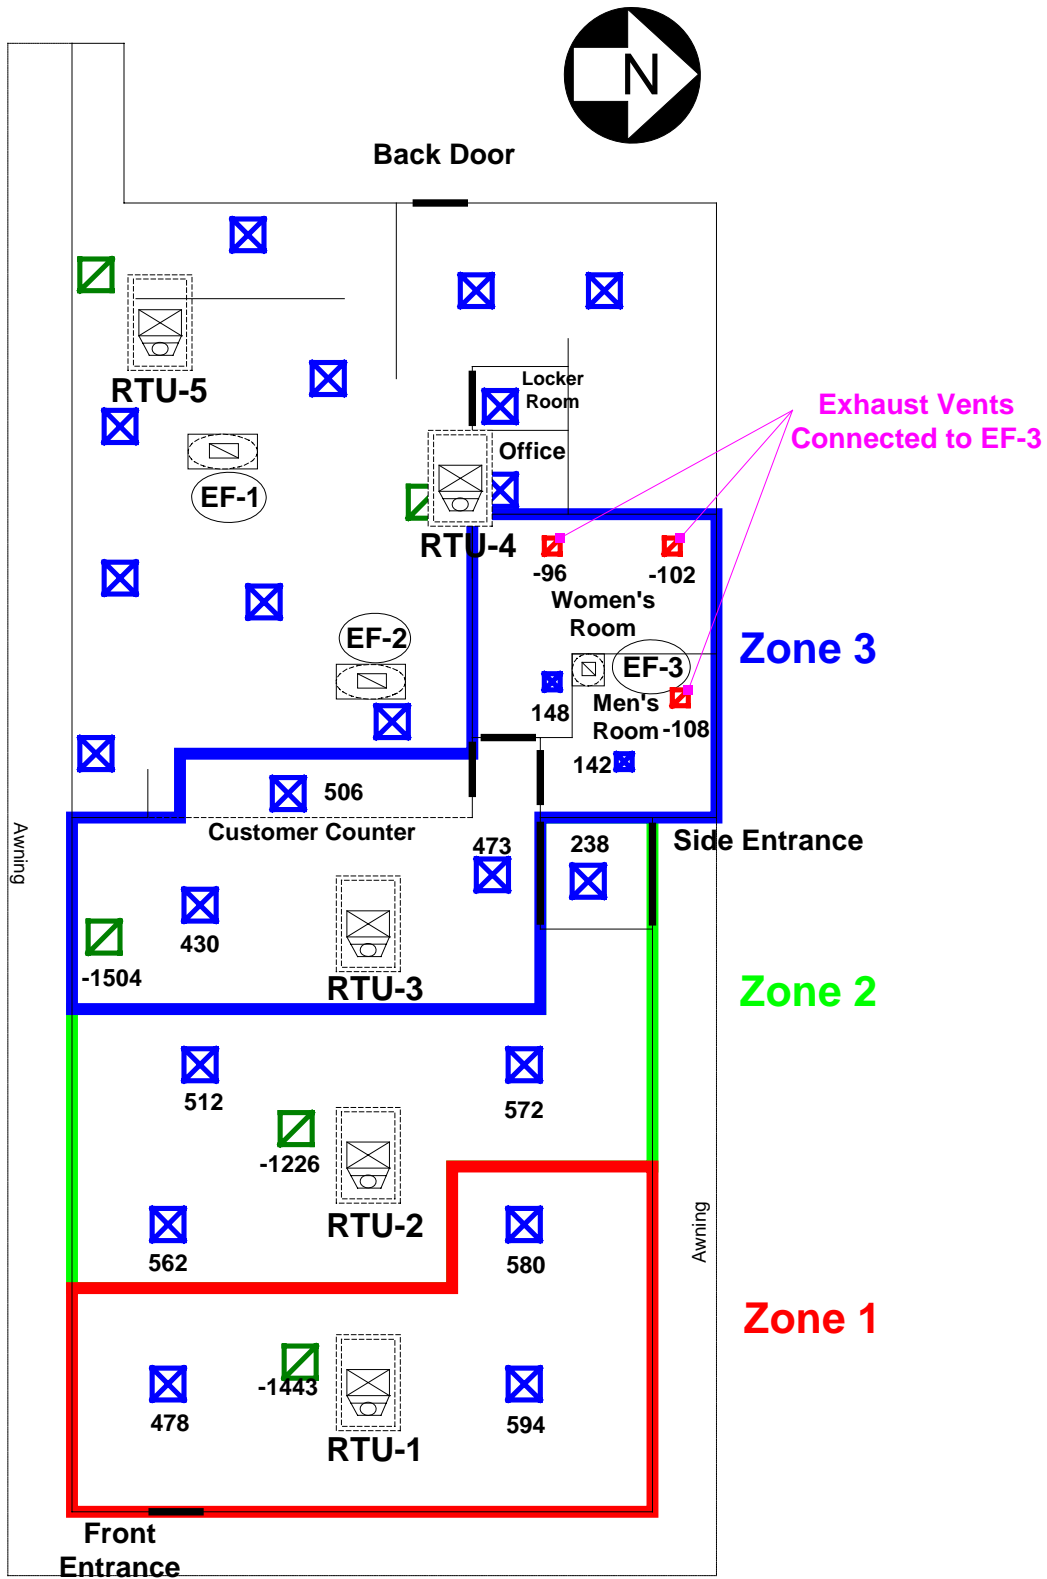 N
Back Door
RTU-5
Locker
Room
Exhaust Vents
Connected to EF-3
Office
EF-1
RTU-4
-96
-102
Women's
Room
EF-2
EF-3
Zone 3
148
Men's
Room
-108
142
506
Customer Counter
Awning
473
238
Side Entrance
430
-1504
RTU-3
Zone 2
512
572
-1226
RTU-2
Awning
562
580
Zone 1
-1443
478
594
RTU-1
Front
Entrance